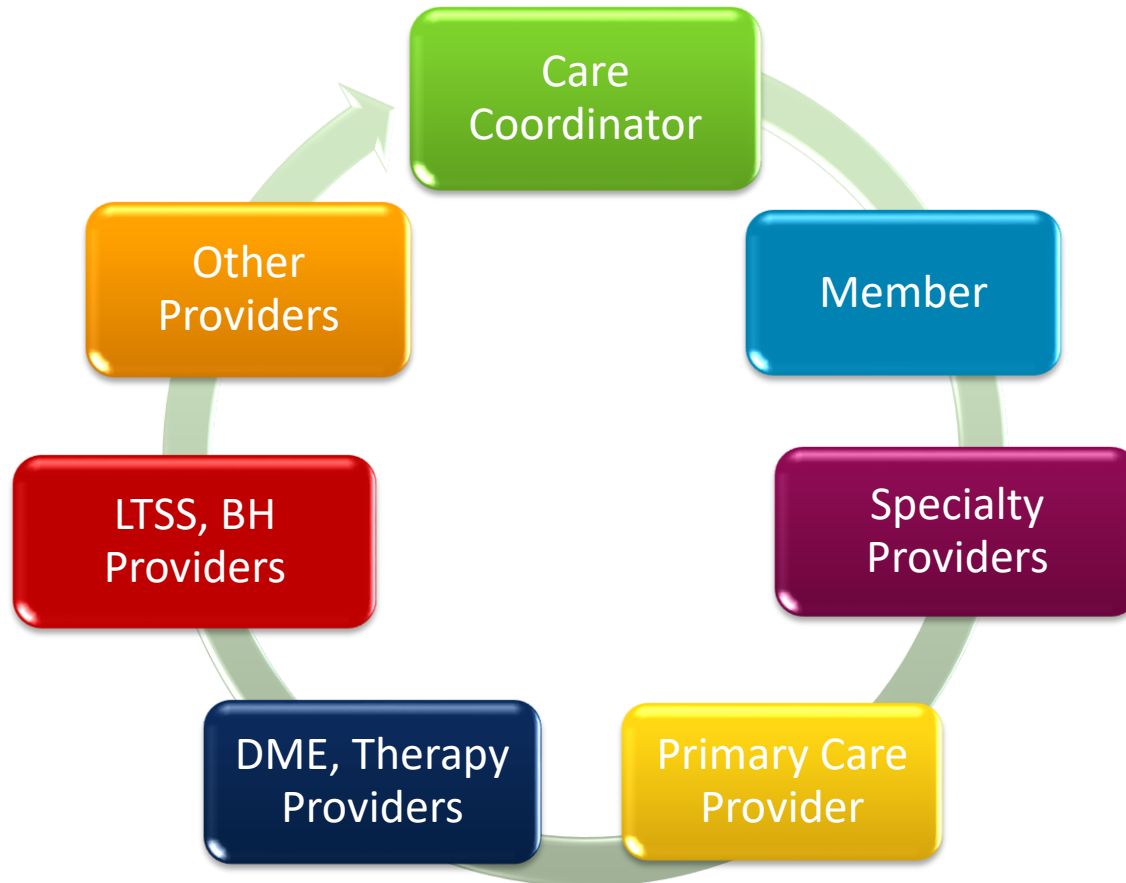 Care
Coordinator
Member
Specialty
Providers
Primary Care
Provider
DME, Therapy
Providers
LTSS, BH
Providers
Other
Providers